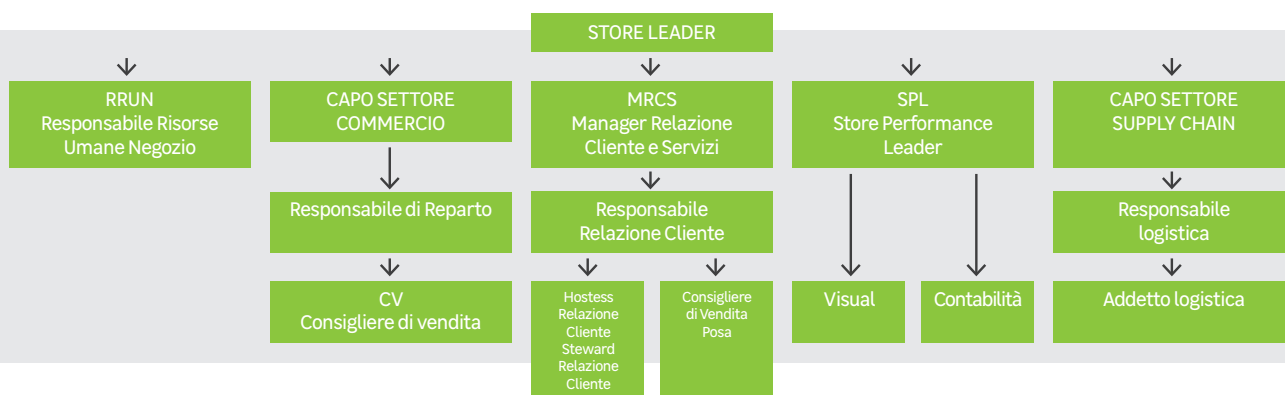 STORE LEADER
RRUN
Responsabile Risorse
Umane Negozio
CAPO SETTORE
COMMERCIO
MRCS
Manager Relazione
Cliente e Servizi
SPL
Store Performance
Leader
CAPO SETTORE
SUPPLY CHAIN
Responsabile di Reparto
Responsabile
Relazione Cliente
Responsabile
logistica
CV
Consigliere di vendita
Hostess
Relazione
Cliente
Steward
Relazione
Cliente
Consigliere
di Vendita
Posa
Visual
Contabilità
Addetto logistica